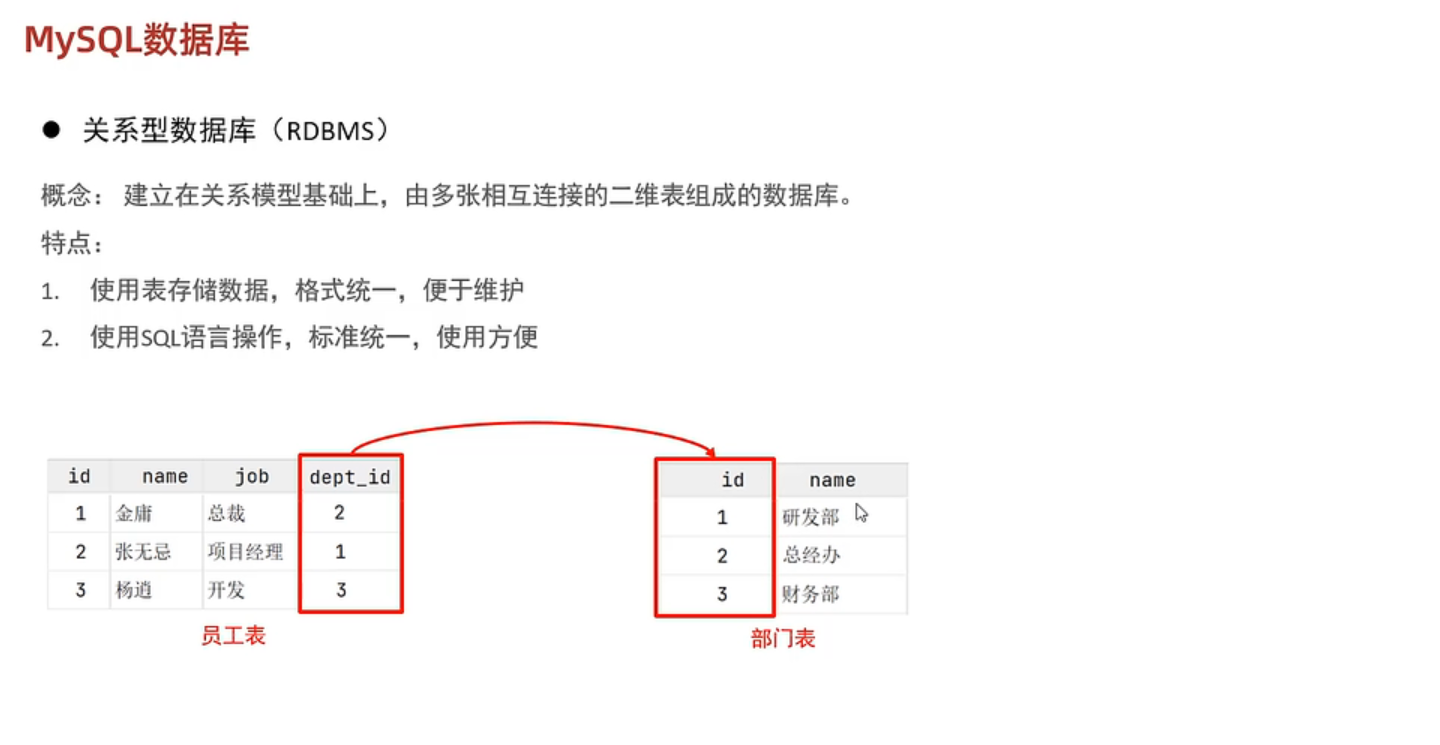 MySQL数据库
● 关系型数据库（RDBMS）
概念： 建立在关系模型基础上，由多张相互连接的二维表组成的数据库。
特点：
1. 使用表存储数据，格式统一，便于维护
2. 使用SQL语言操作，标准统一，使用方便
id name job dept_id
1 金庸 总裁 2
2 张无忌 项目经理 1
3 杨逍 开发 3
员工表
id name
1 研发部
2 总经办
3 财务部
部门表